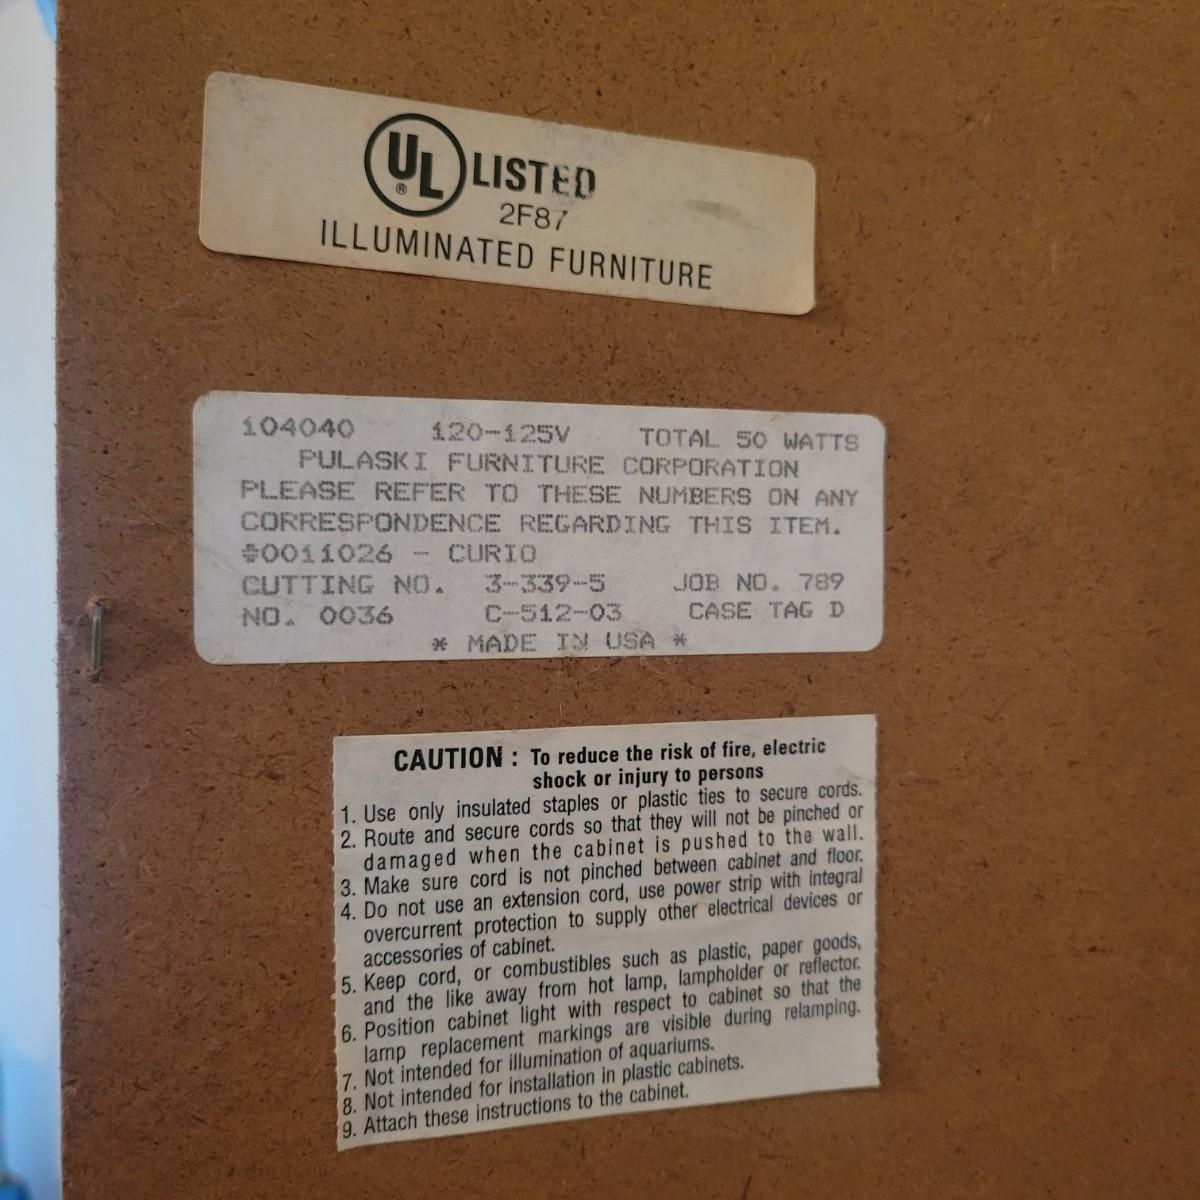 UL LISTED
®
2F87
ILLUMINATED FURNITURE
104040 120-125V TOTAL 50 WATTS
PULASKI FURNITURE CORPORATION
PLEASE REFER TO THESE NUMBERS ON ANY
CORRESPONDENCE REGARDING THIS ITEM.
#0011026 - CURIO
CUTTING NO. 3-339-5 JOB NO. 789
NO. 0036 C-512-03 CASE TAG D
* MADE IN USA *
CAUTION : To reduce the risk of fire, electric
shock or injury to persons
1. Use only insulated staples or plastic ties to secure cords.
2. Route and secure cords so that they will not be pinched or
damaged when the cabinet is pushed to the wall.
3. Make sure cord is not pinched between cabinet and floor.
4. Do not use an extension cord, use power strip with integral
overcurrent protection to supply other electrical devices or
accessories of cabinet.
5. Keep cord, or combustibles such as plastic, paper goods,
and the like away from hot lamp, lampholder or reflector.
6. Position cabinet light with respect to cabinet so that the
lamp replacement markings are visible during relamping.
7. Not intended for illumination of aquariums.
8. Not intended for installation in plastic cabinets.
9. Attach these instructions to the cabinet.